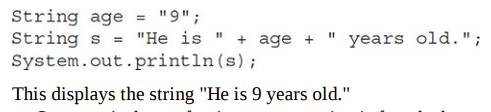 String age = "9";
String s = "He is " + age + " years old.";
System.out.println(s);
This displays the string "He is 9 years old."